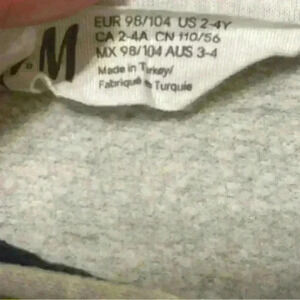 EUR 98/104 US 2-4Y
CA 2-4A CN 110/56
MX 98/104 AUS 3-4
M
Made in Turkey/
Fabriqué en Turquie